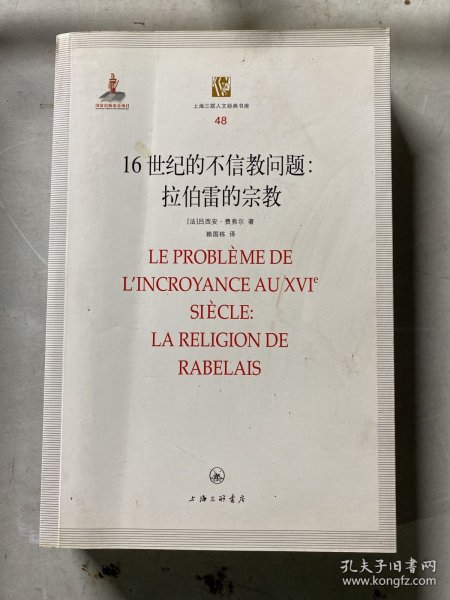 国家出版基金项目
上海三联人文经典书库
48
16世纪的不信教问题：
拉伯雷的宗教
[法]吕西安·费弗尔 著
赖国栋 译
LE PROBLÈME DE
L'INCROYANCE AU XVIe
SIÈCLE:
LA RELIGION DE
RABELAIS
上海三联书店
孔夫子旧书网
www.kongfz.com